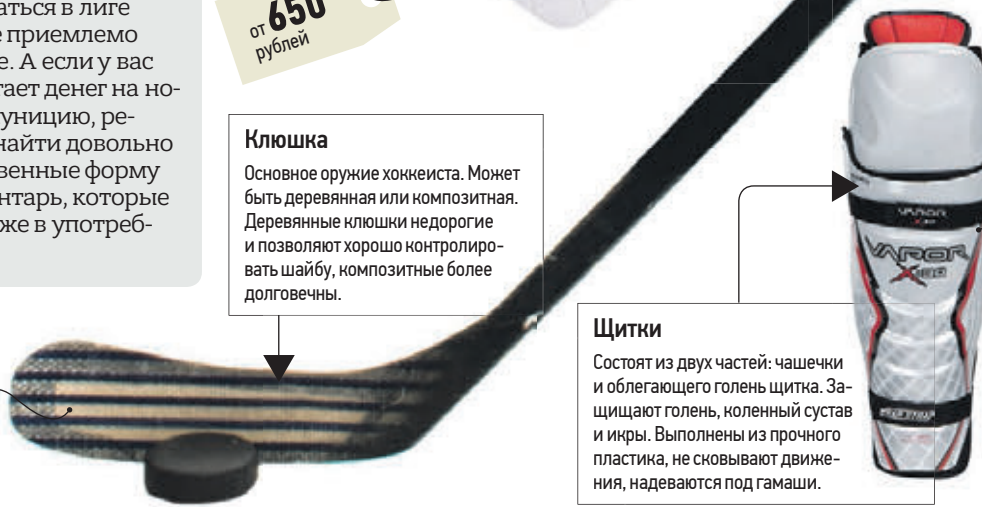 аться в лиге
приемлемо
е. А если у вас
тает денег на но-
уницию, ре-
найти довольно
венные форму
нтарь, которые
же в употреб-
от 650
рублей
Клюшка
Основное оружие хоккеиста. Может
быть деревянная или композитная.
Деревянные клюшки недорогие
и позволяют хорошо контролиро-
вать шайбу, композитные более
долговечны.
VAPOR
VAPOR
Щитки
Состоят из двух частей: чашечки
и облегающего голень щитка. За-
щищают голень, коленный сустав
и икры. Выполнены из прочного
пластика, не сковывают движе-
ния, надеваются под гамаши.